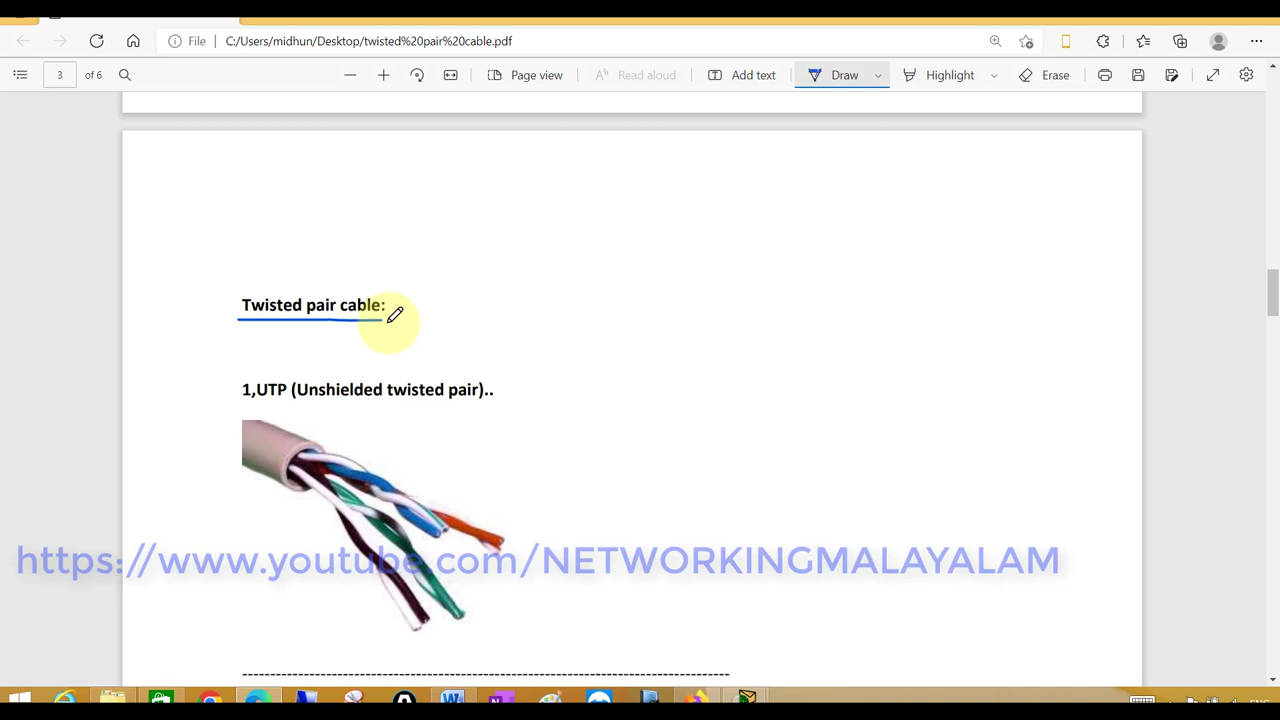 File
C:/Users/midhun/Desktop/twisted%20pair%20cable.pdf
3 of 6
Page view
Read aloud
Add text
Draw
Highlight
Erase
Twisted pair cable:
1,UTP (Unshielded twisted pair)..
https://www.youtube.com/NETWORKINGMALAYALAM
--------------------------------------------------------------------------------